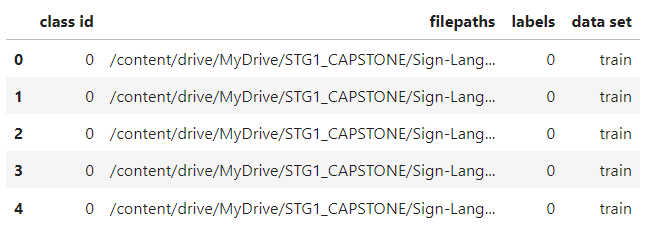 class id filepaths labels data set
0 0 /content/drive/MyDrive/STG1_CAPSTONE/Sign-Lang... 0 train
1 0 /content/drive/MyDrive/STG1_CAPSTONE/Sign-Lang... 0 train
2 0 /content/drive/MyDrive/STG1_CAPSTONE/Sign-Lang... 0 train
3 0 /content/drive/MyDrive/STG1_CAPSTONE/Sign-Lang... 0 train
4 0 /content/drive/MyDrive/STG1_CAPSTONE/Sign-Lang... 0 train